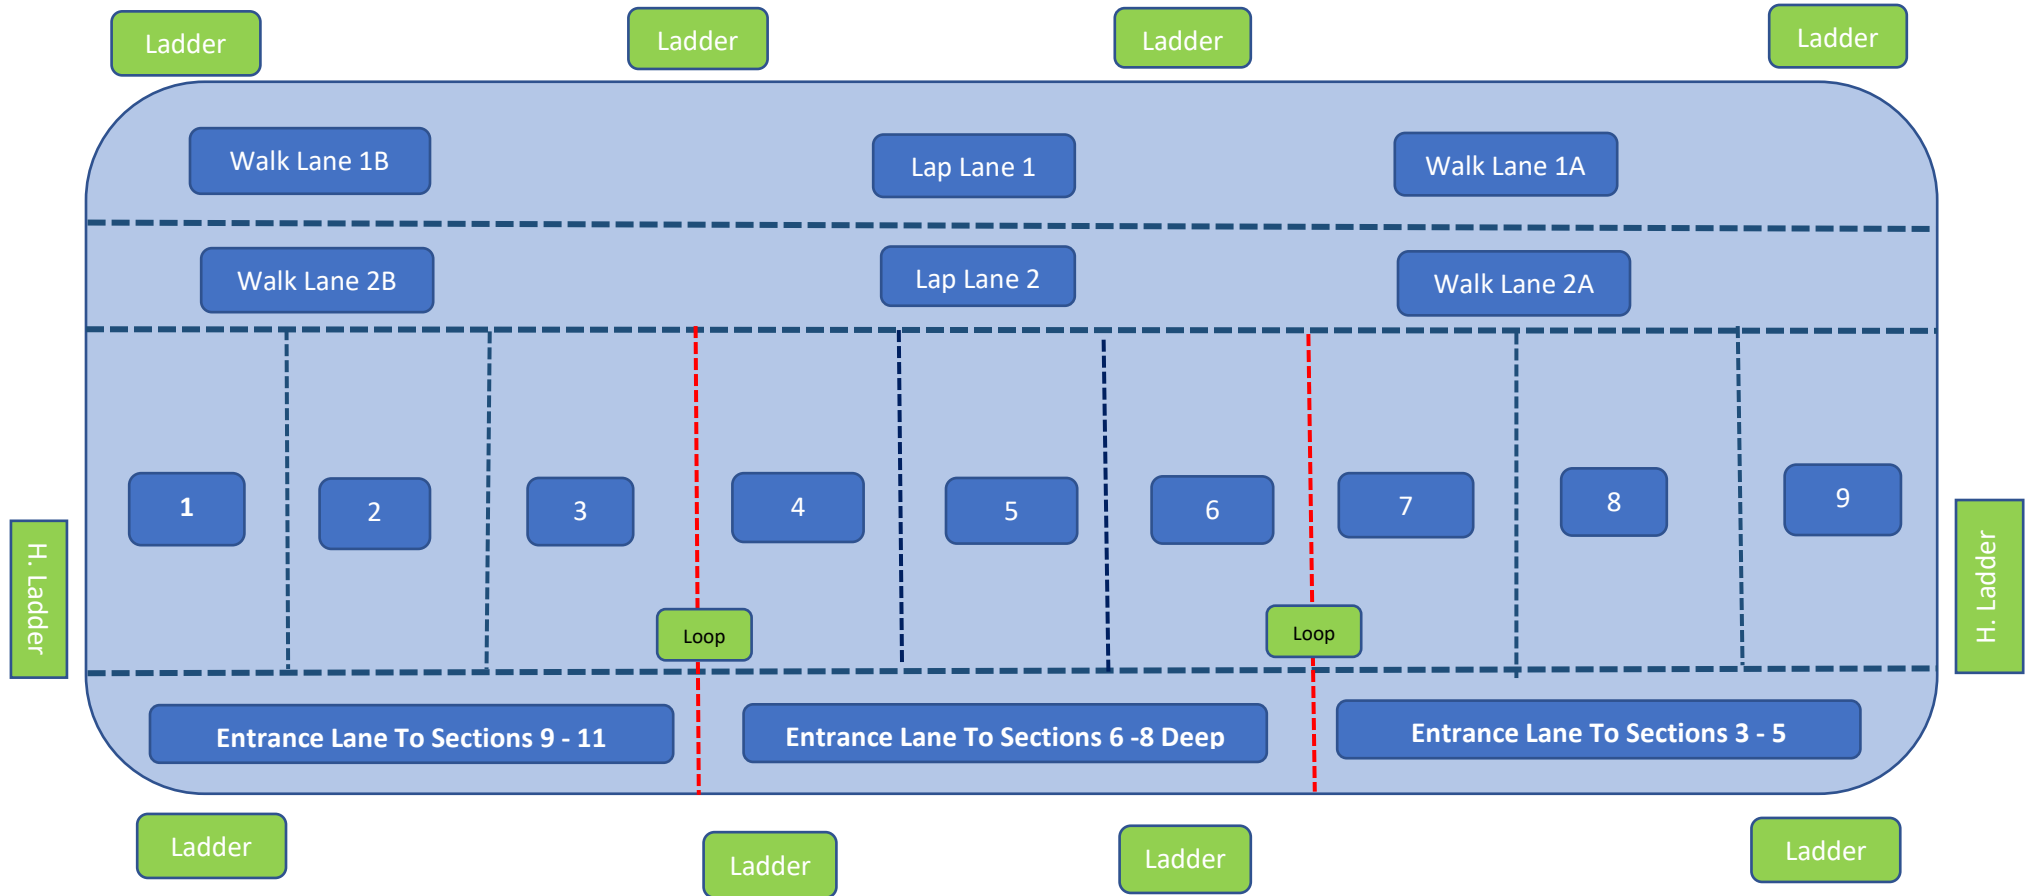 Ladder
Ladder
Ladder
Ladder
Walk Lane 1B
Lap Lane 1
Walk Lane 1A
Walk Lane 2B
Lap Lane 2
Walk Lane 2A
1
2
3
4
5
6
7
8
9
H. Ladder
H. Ladder
Loop
Loop
Entrance Lane To Sections 9 - 11
Entrance Lane To Sections 6 -8 Deep
Entrance Lane To Sections 3 - 5
Ladder
Ladder
Ladder
Ladder